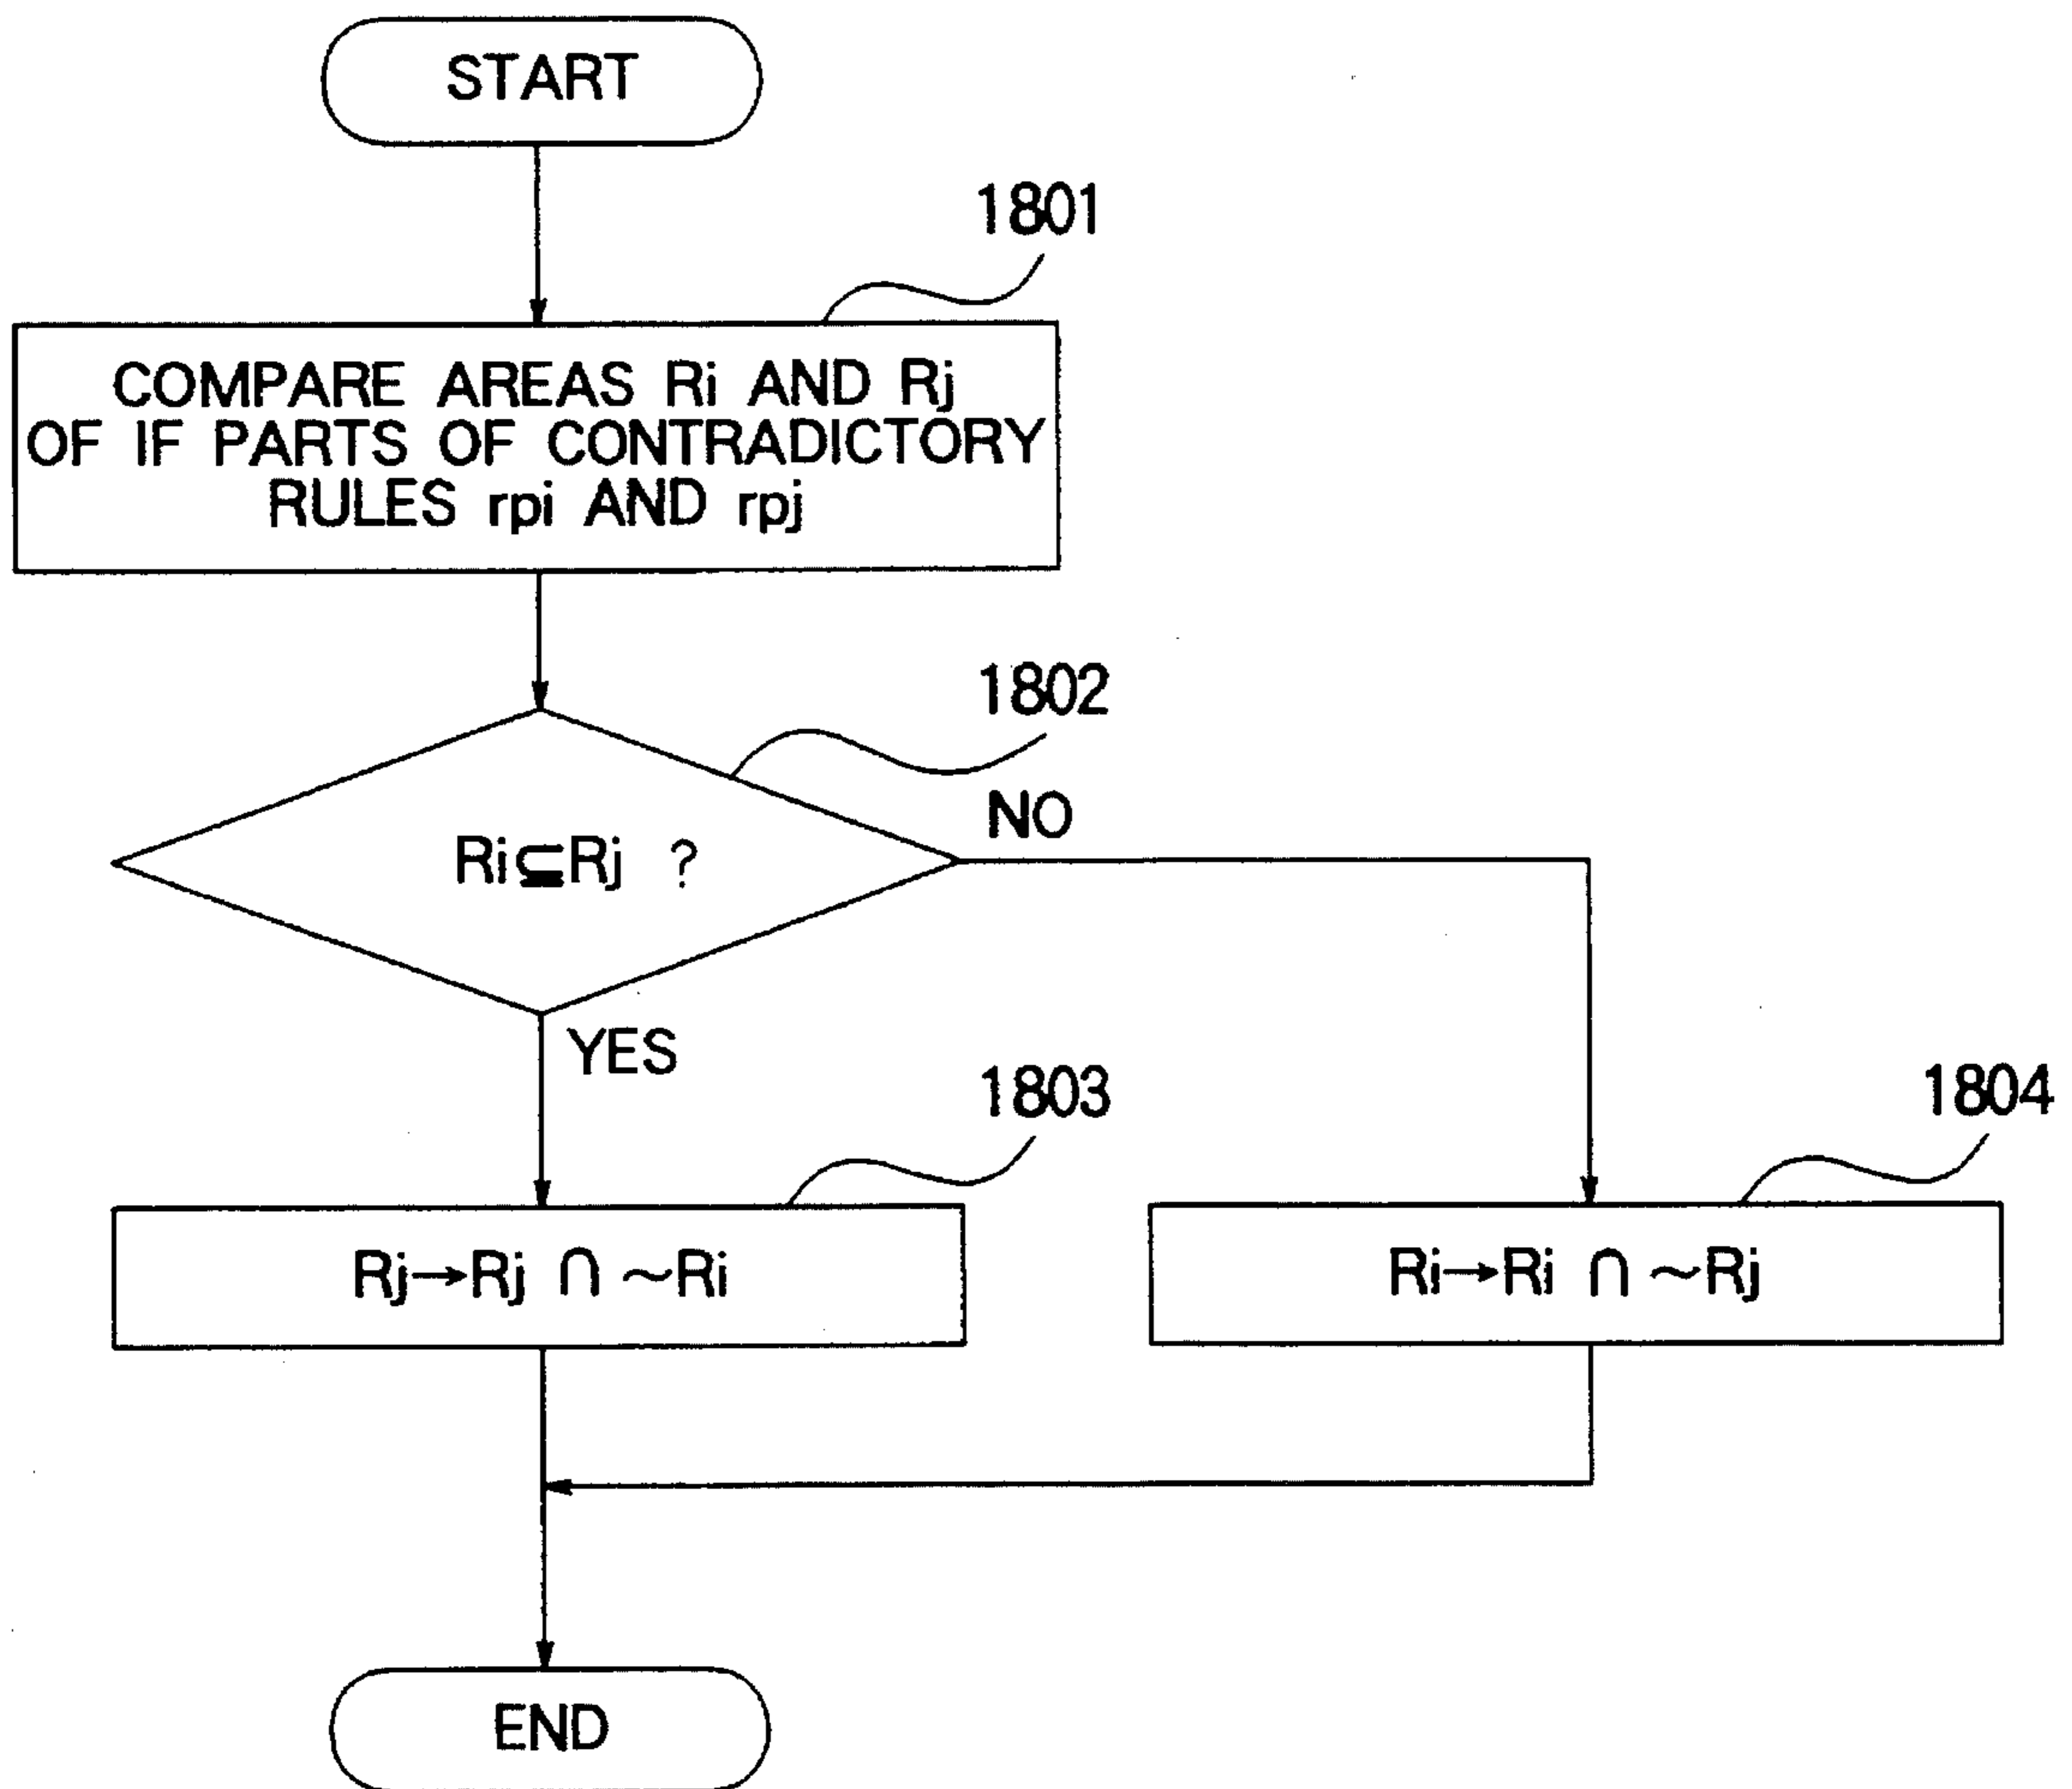 START
1801
COMPARE AREAS Ri AND Rj
OF IF PARTS OF CONTRADICTORY
RULES rpi AND rpj
1802
Ri⊆Rj ?
NO
YES
1803
Rj→Rj ∩ ~Ri
1804
Ri→Ri ∩ ~Rj
END